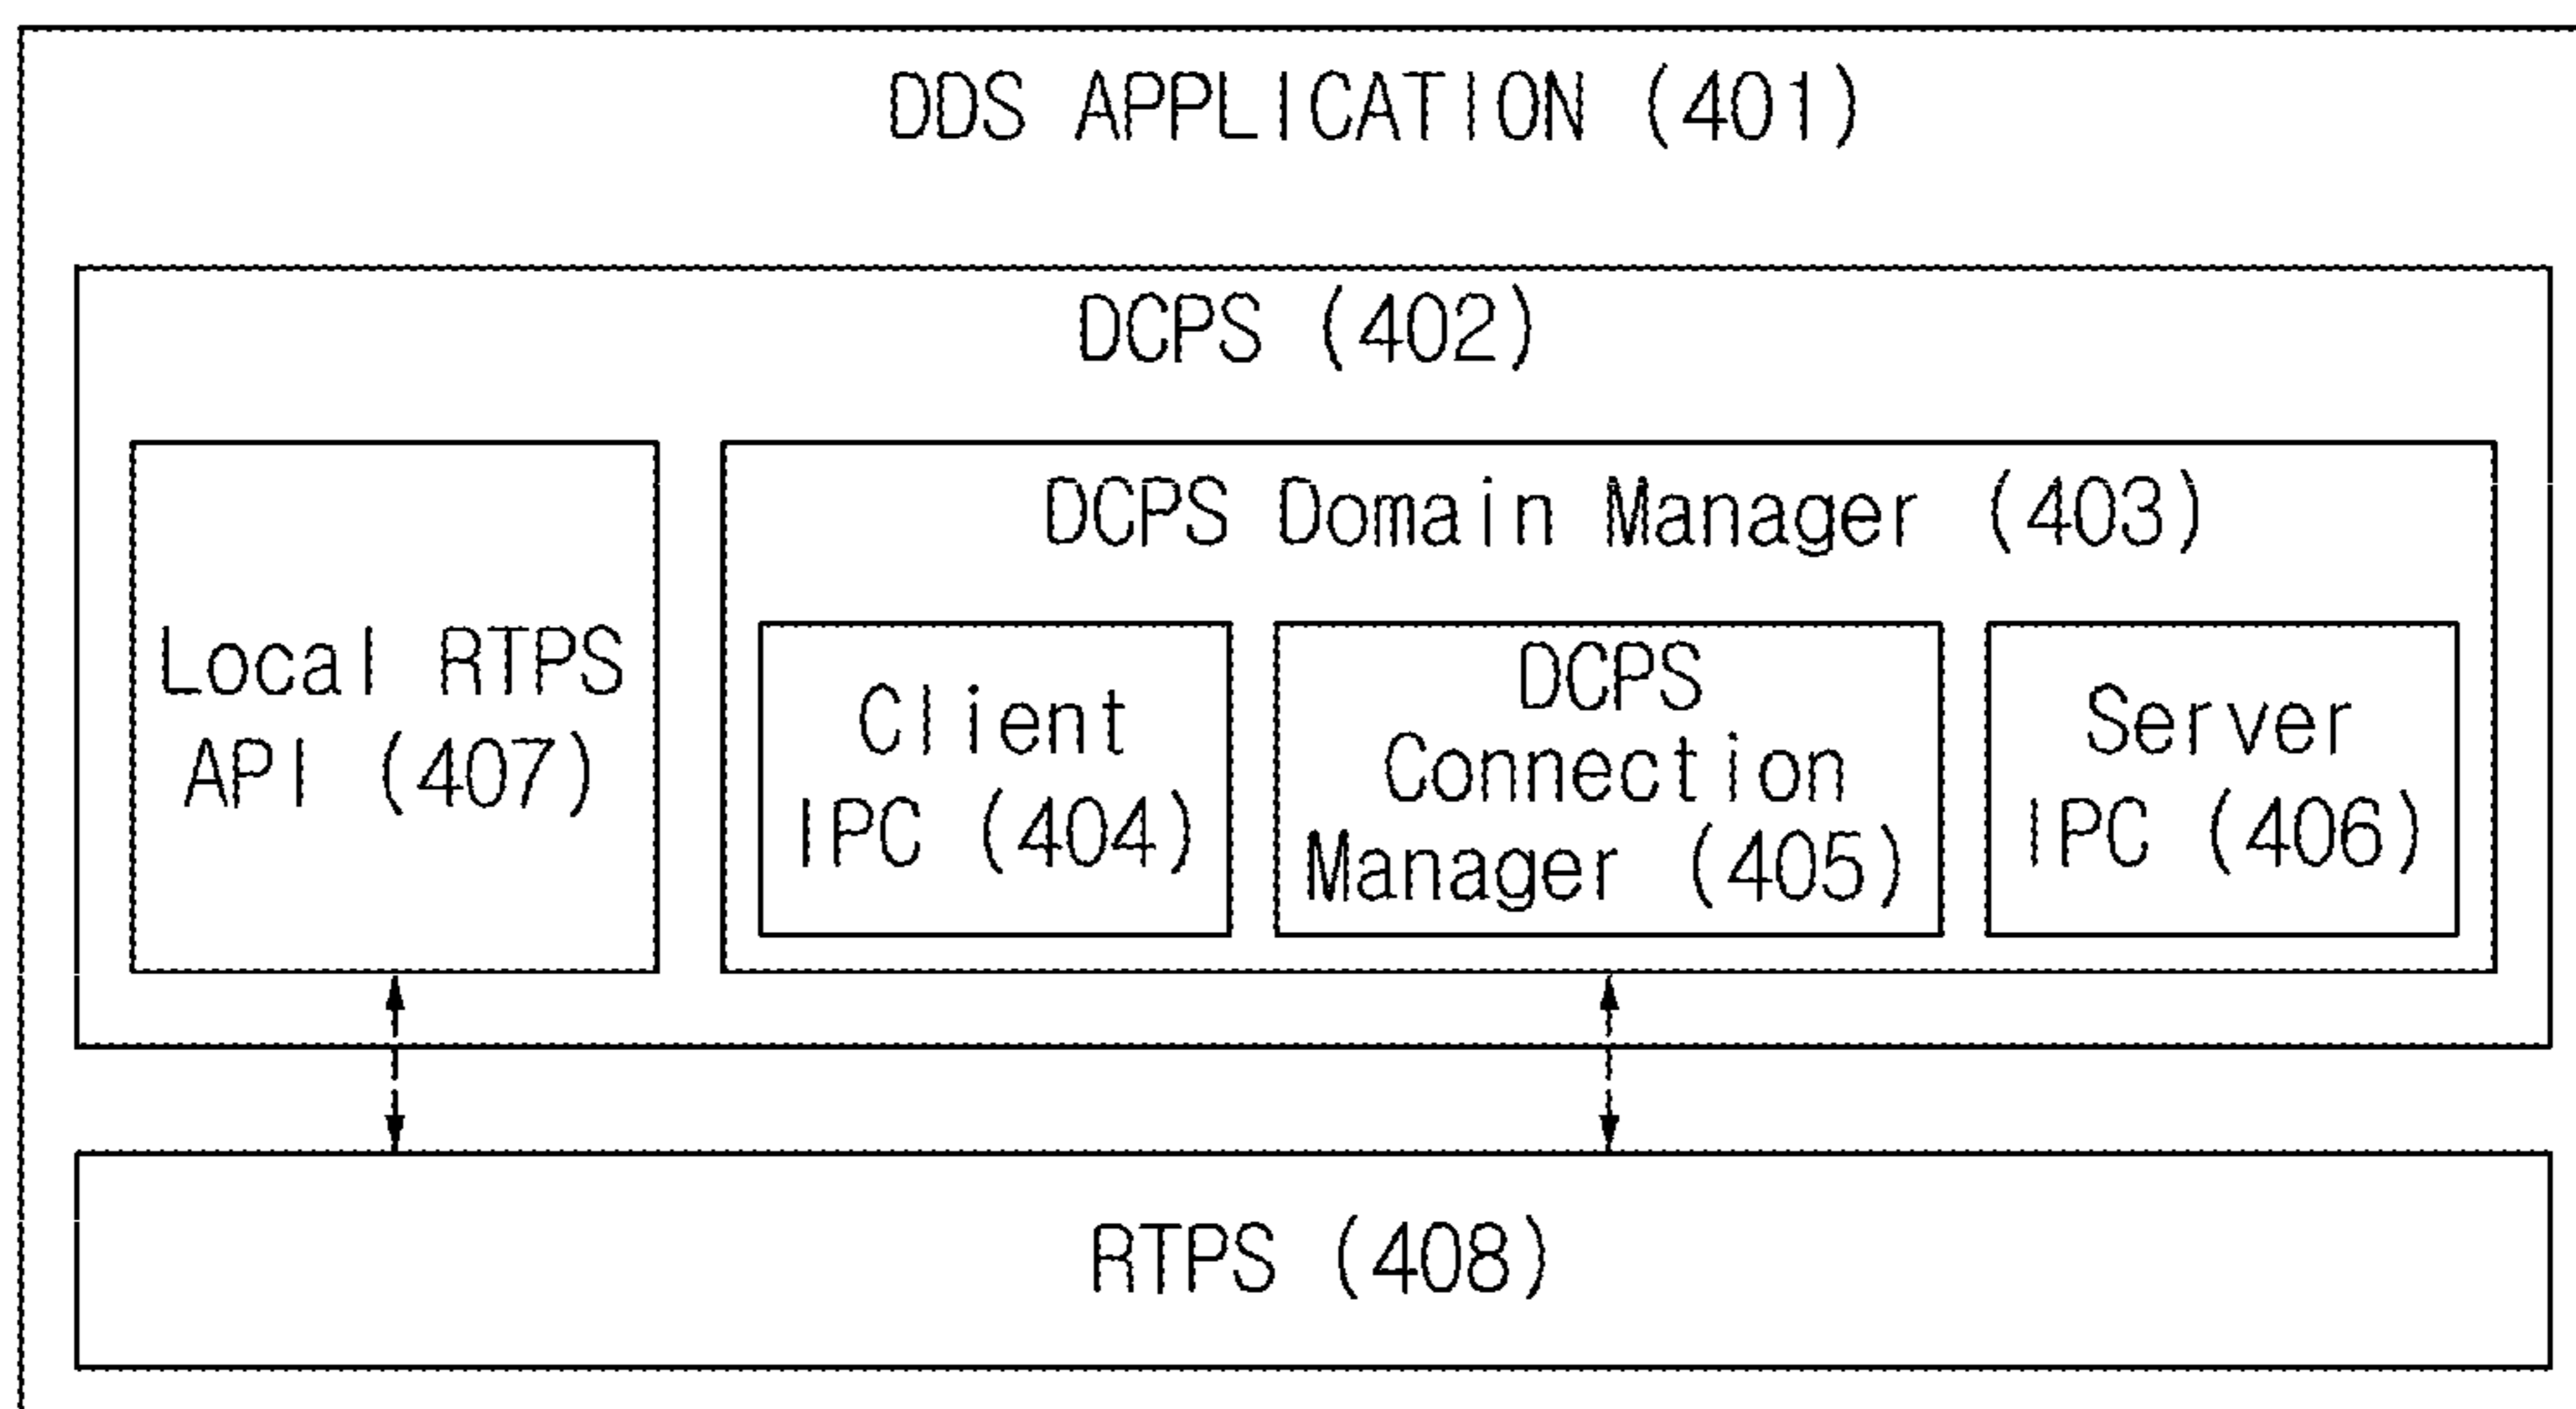 DDS APPLICATION (401)
DCPS (402)
Local RTPS
API (407)
DCPS Domain Manager (403)
Client
IPC (404)
DCPS
Connection
Manager (405)
Server
IPC (406)
RTPS (408)